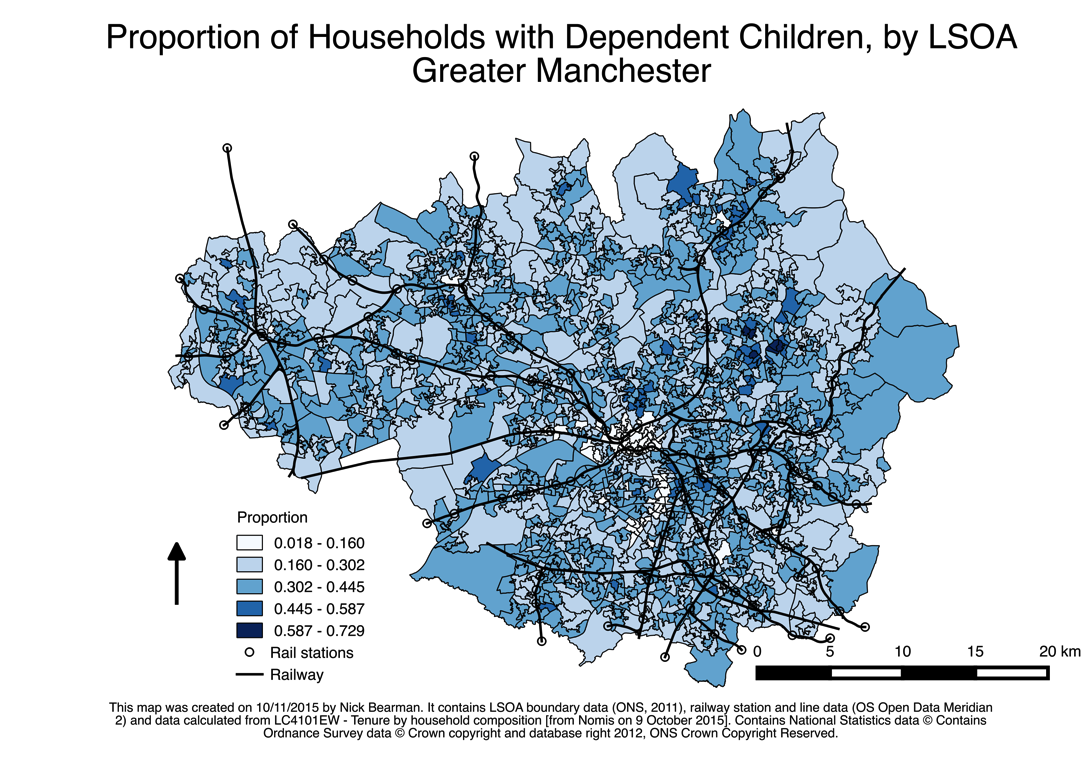 Proportion of Households with Dependent Children, by LSOA
Greater Manchester
Proportion
0.018 - 0.160
0.160 - 0.302
0.302 - 0.445
0.445 - 0.587
0.587 - 0.729
Rail stations
Railway
0 5 10 15 20 km
This map was created on 10/11/2015 by Nick Bearman. It contains LSOA boundary data (ONS, 2011), railway station and line data (OS Open Data Meridian
2) and data calculated from LC4101EW - Tenure by household composition [from Nomis on 9 October 2015]. Contains National Statistics data © Contains
Ordnance Survey data © Crown copyright and database right 2012, ONS Crown Copyright Reserved.